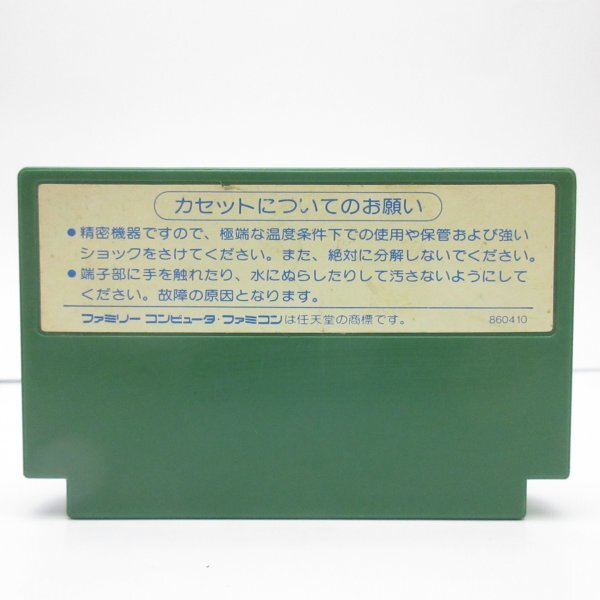 カセットについてのお願い
●精密機器ですので、極端な温度条件下での使用や保管および強い
ショックをさけてください。また、絶対に分解しないでください。
●端子部に手を触れたり、水にぬらしたりして汚さないようにして
ください。故障の原因となります。
ファミリー コンピュータ・ファミコンは任天堂の商標です。 860410